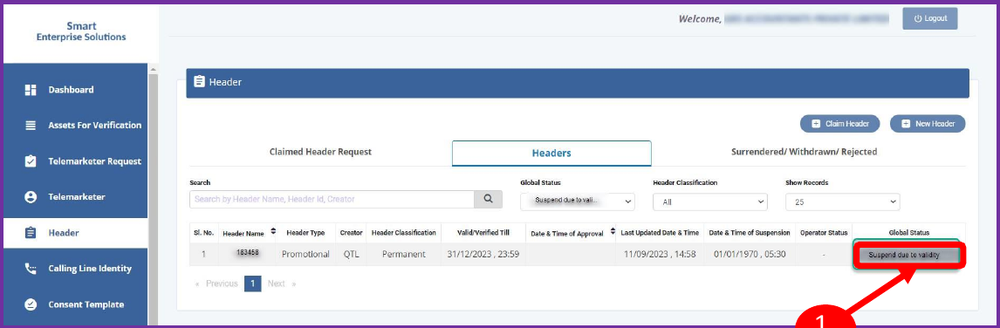 Smart
Enterprise Solutions
Welcome,
Logout
Dashboard
Assets For Verification
Telemarketer Request
Telemarketer
Header
Calling Line Identity
Consent Template
Header
Claim Header
New Header
Claimed Header Request
Headers
Surrendered/ Withdrawn/ Rejected
Search
Global Status
Header Classification
Show Records
Search by Header Name, Header Id, Creator
Suspend due to vali...
All
25
Sl. No. Header Name Header Type Creator Header Classification Valid/Verified Till Date & Time of Approval Last Updated Date & Time Date & Time of Suspension Operator Status Global Status
1 183458 Promotional QTL Permanent 31/12/2023 , 23:59 11/09/2023 , 14:58 01/01/1970 , 05:30 - Suspend due to validity
« Previous 1 Next »
1